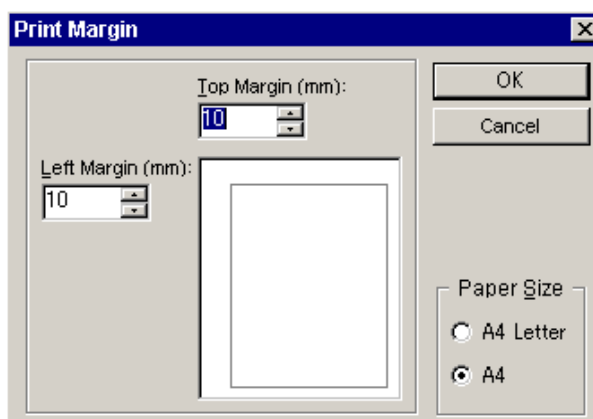 Print Margin
Top Margin (mm):
10
OK
Cancel
Left Margin (mm):
10
Paper Size
A4 Letter
A4